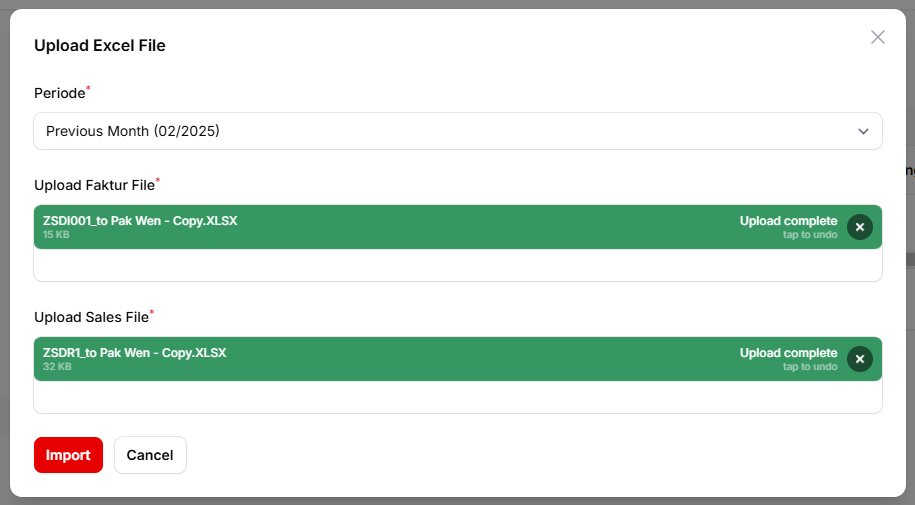 Upload Excel File
Periode*
Previous Month (02/2025)
Upload Faktur File*
ZSDI001_to Pak Wen - Copy.XLSX
Upload complete
15 KB
tap to undo
Upload Sales File*
ZSDR1_to Pak Wen - Copy.XLSX
Upload complete
32 KB
tap to undo
Import
Cancel